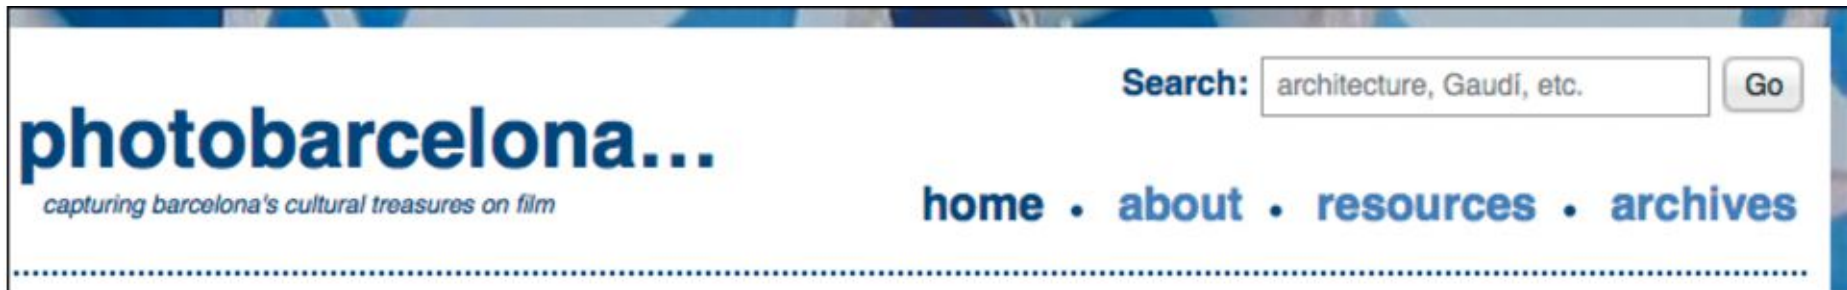 Search: architecture, Gaudí, etc. Go
photobarcelona...
capturing barcelona's cultural treasures on film
home • about • resources • archives